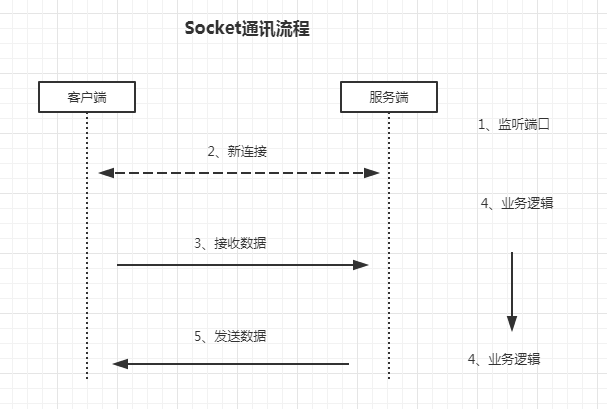 Socket通讯流程
客户端
服务端
1、监听端口
2、新连接
4、业务逻辑
3、接收数据
5、发送数据
4、业务逻辑